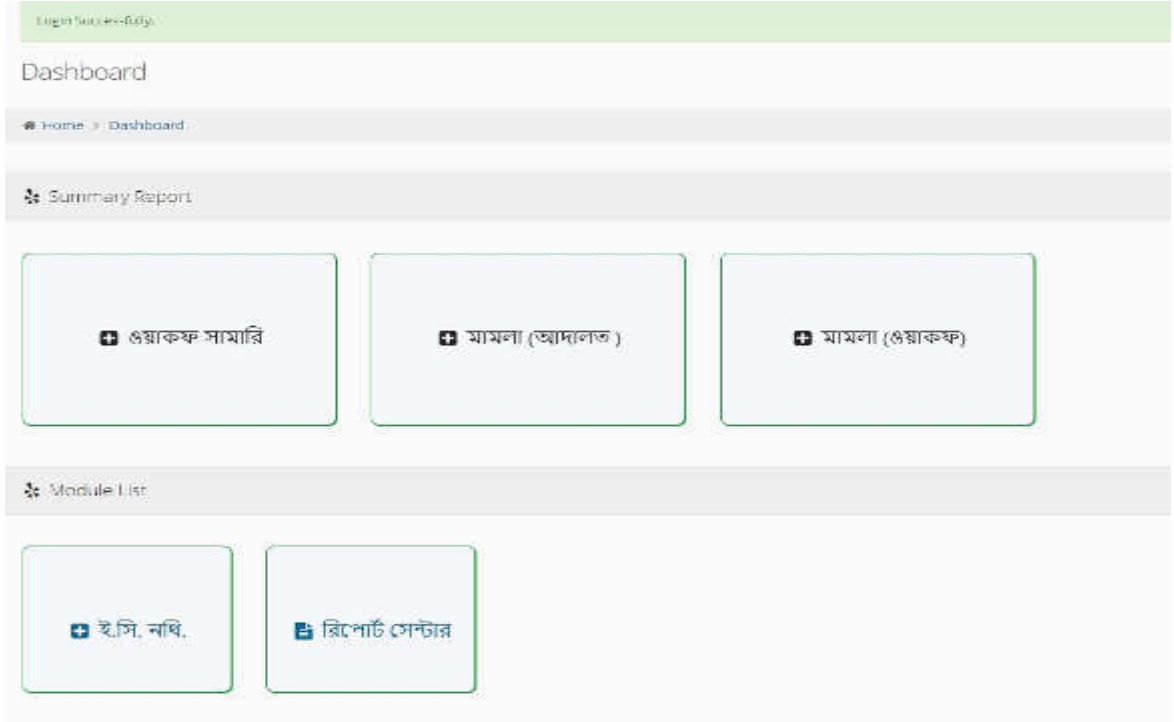 Login Successfully.
Dashboard
Home > Dashboard
Summary Report
ওয়াকফ সামারি
মামলা (আদালত )
মামলা (ওয়াকফ)
Module List
ই.সি. নথি.
রিপোর্ট সেন্টার